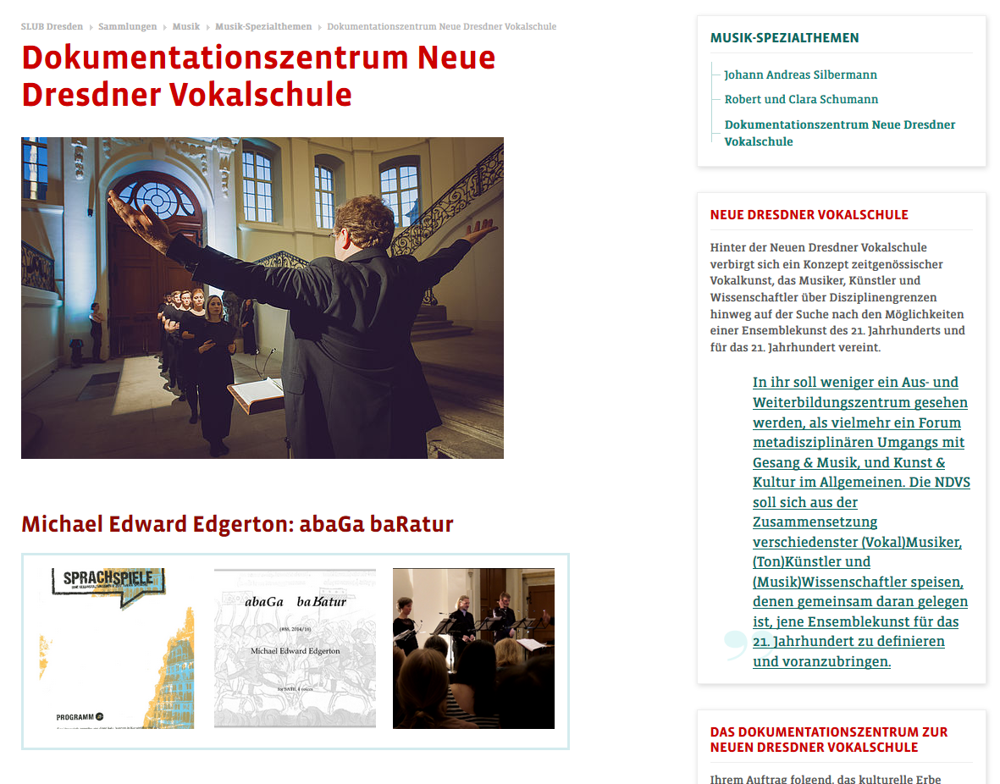 SLUB Dresden Sammlungen Musik Musik-Spezialthemen Dokumentationszentrum Neue Dresdner Vokalschule
Dokumentationszentrum Neue
Dresdner Vokalschule
Michael Edward Edgerton: abaGa baRatur
SPRACHSPIELE
PROGRAMM
abaGa baRatur
(#88, 2014/16)
Michael Edward Edgerton
for SATB, 8 voices
MUSIK-SPEZIALTHEMEN
Johann Andreas Silbermann
Robert und Clara Schumann
Dokumentationszentrum Neue Dresdner
Vokalschule
NEUE DRESDNER VOKALSCHULE
Hinter der Neuen Dresdner Vokalschule
verbirgt sich ein Konzept zeitgenössischer
Vokalkunst, das Musiker, Künstler und
Wissenschaftler über Disziplinengrenzen
hinweg auf der Suche nach den Möglichkeiten
einer Ensemblekunst des 21. Jahrhunderts und
für das 21. Jahrhundert vereint.
In ihr soll weniger ein Aus- und
Weiterbildungszentrum gesehen
werden, als vielmehr ein Forum
metadisziplinären Umgangs mit
Gesang & Musik, und Kunst &
Kultur im Allgemeinen. Die NDVS
soll sich aus der
Zusammensetzung
verschiedenster (Vokal)Musiker,
(Ton)Künstler und
(Musik)Wissenschaftler speisen,
denen gemeinsam daran gelegen
ist, jene Ensemblekunst für das
21. Jahrhundert zu definieren
und voranzubringen.
DAS DOKUMENTATIONSZENTRUM ZUR
NEUEN DRESDNER VOKALSCHULE
Ihrem Auftrag folgend, das kulturelle Erbe